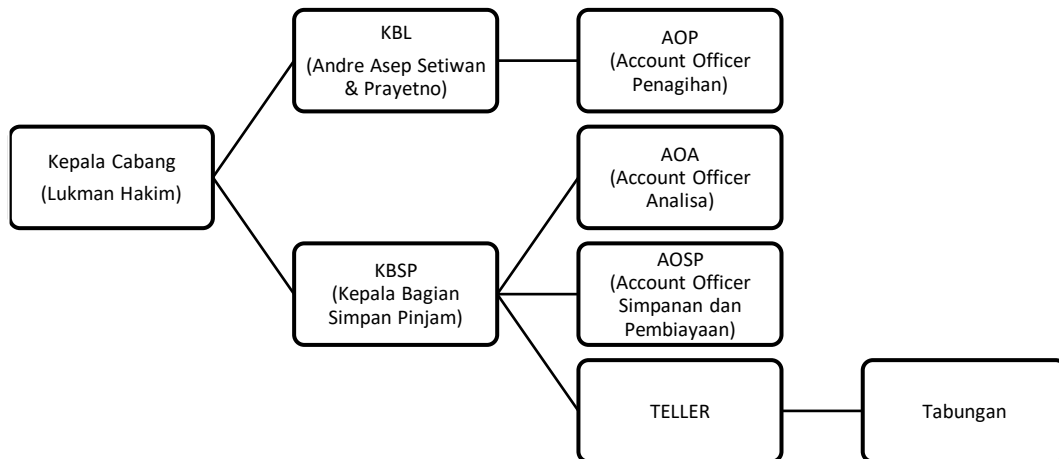 KBL
(Andre Asep Setiwan
& Prayetno)
AOP
(Account Officer
Penagihan)
Kepala Cabang
(Lukman Hakim)
AOA
(Account Officer
Analisa)
KBSP
(Kepala Bagian
Simpan Pinjam)
AOSP
(Account Officer
Simpanan dan
Pembiayaan)
TELLER
Tabungan